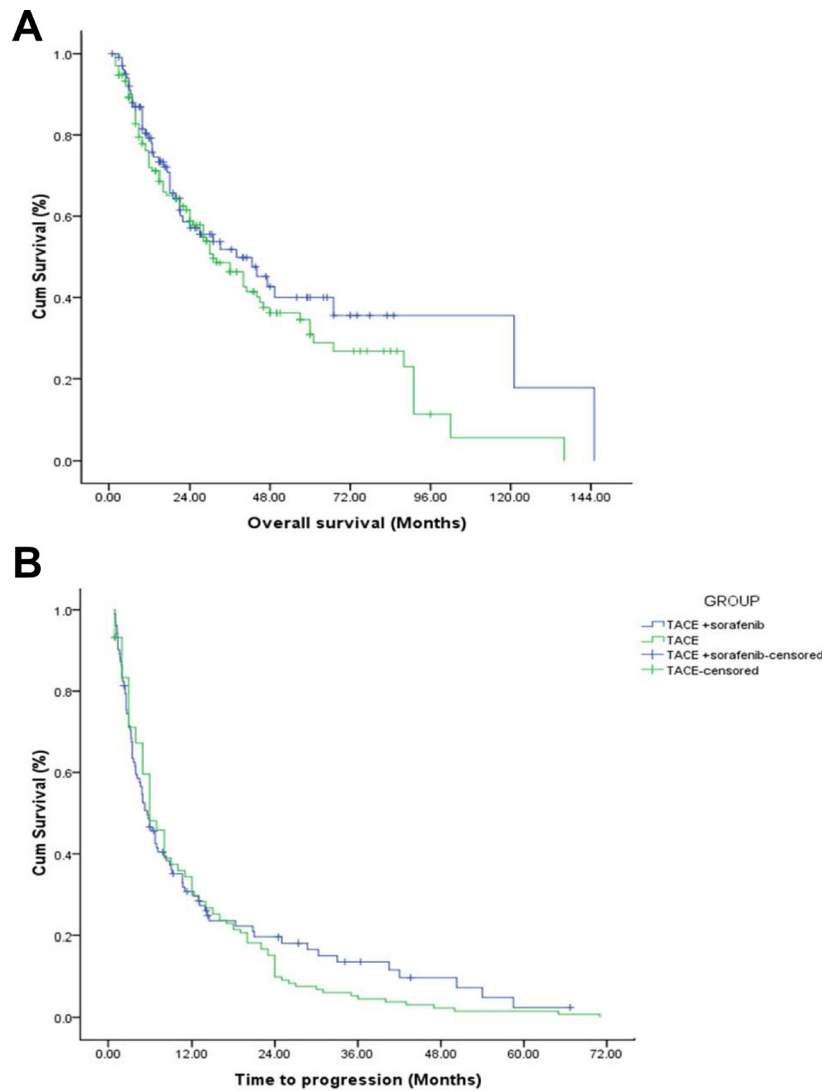 A
Cum Survival (%)
1.0
0.8
0.6
0.4
0.2
0.0
0.00 24.00 48.00 72.00 96.00 120.00 144.00
Overall survival (Months)
B
Cum Survival (%)
1.0
0.8
0.6
0.4
0.2
0.0
0.00 12.00 24.00 36.00 48.00 60.00 72.00
Time to progression (Months)
GROUP
TACE +sorafenib
TACE
TACE +sorafenib-censored
TACE-censored